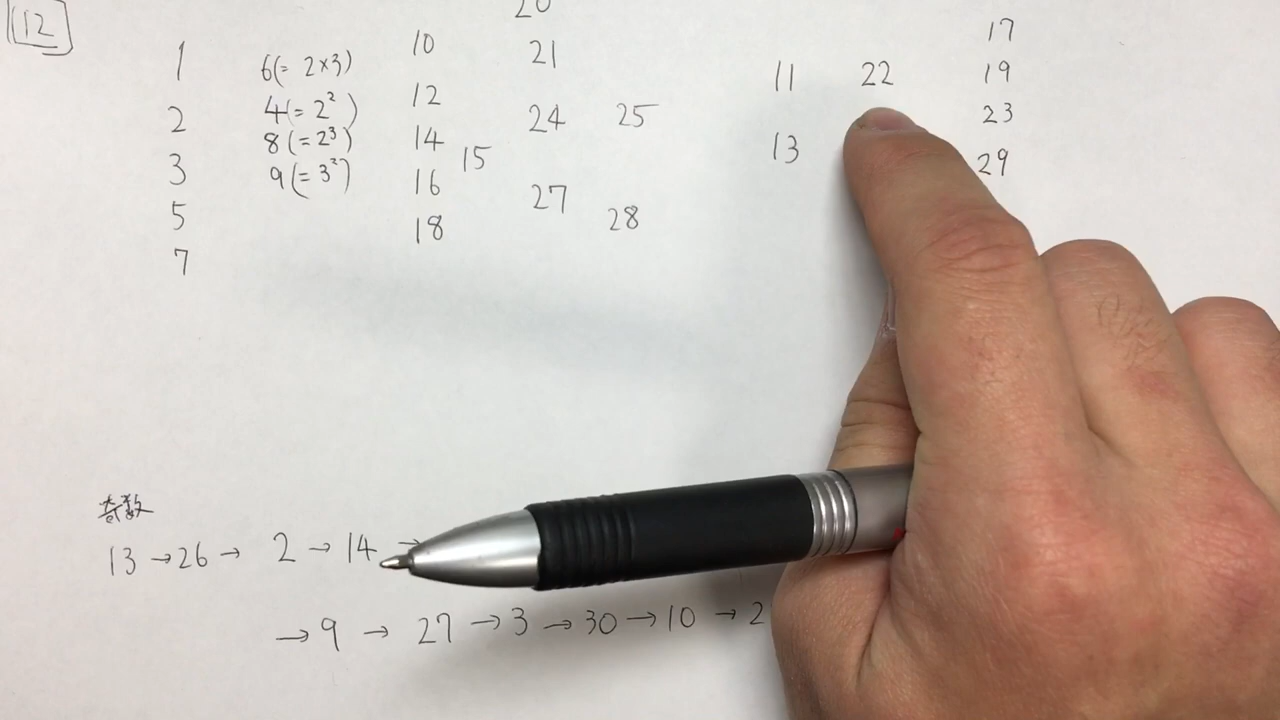 12
20
1 6(= 2×3) 10 21 11 22 17
19
2 4(=2²) 12 24 25 23
3 8(=2³) 14 15 13 29
9(=3²) 16 27
5 18 28
7
奇数
13 → 26 → 2 → 14 →
→ 9 → 27 → 3 → 30 → 10 → 2